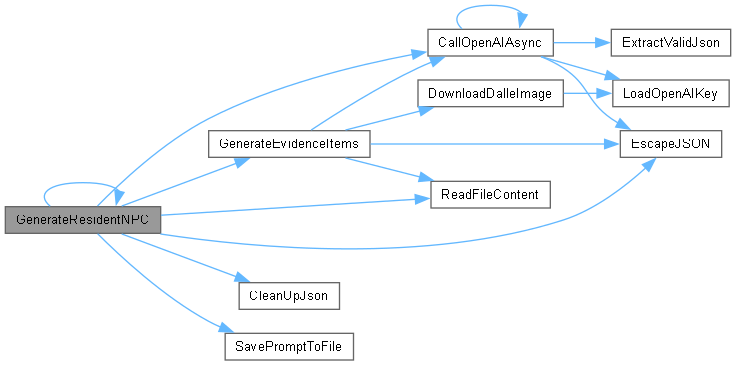 CallOpenAIAsync
ExtractValidJson
DownloadDalleImage
LoadOpenAIKey
GenerateEvidenceItems
EscapeJSON
ReadFileContent
GenerateResidentNPC
CleanUpJson
SavePromptToFile